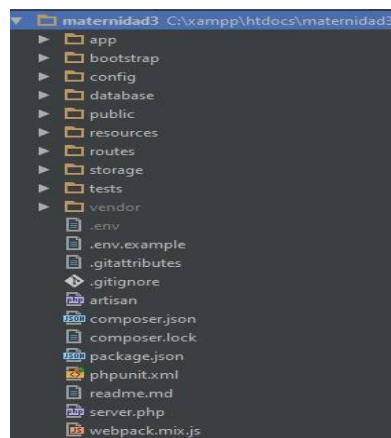 maternidad3 C:\xampp\htdocs\maternidad3
app
bootstrap
config
database
public
resources
routes
storage
tests
vendor
.env
.env.example
.gitattributes
.gitignore
artisan
composer.json
composer.lock
package.json
phpunit.xml
readme.md
server.php
webpack.mix.js